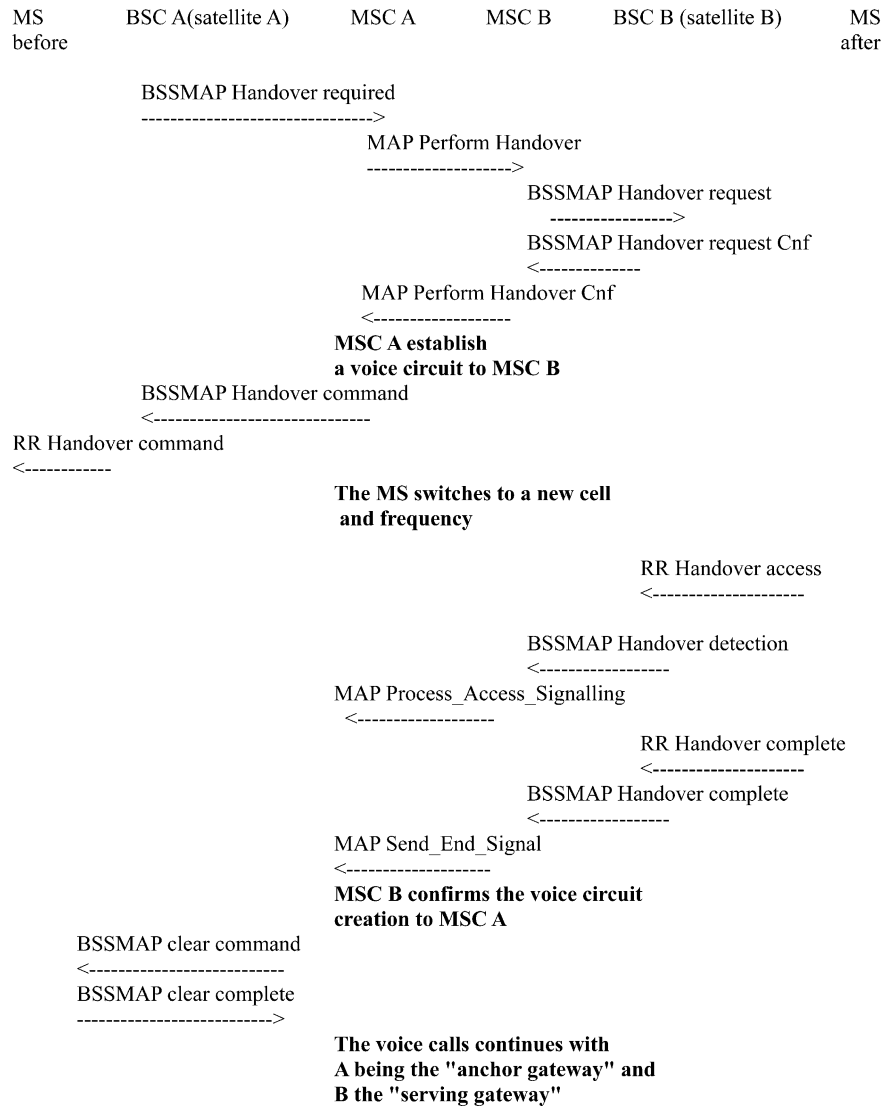 MS BSC A(satellite A) MSC A MSC B BSC B (satellite B) MS
before after
BSSMAP Handover required
------------------------------->
MAP Perform Handover
-------------------->
BSSMAP Handover request
----------------->
BSSMAP Handover request Cnf
<--------------
MAP Perform Handover Cnf
<-------------------
MSC A establish
a voice circuit to MSC B
BSSMAP Handover command
<------------------------------
RR Handover command
<------------
The MS switches to a new cell
and frequency
RR Handover access
<---------------------
BSSMAP Handover detection
<------------------
MAP Process_Access_Signalling
<-------------------
RR Handover complete
<---------------------
BSSMAP Handover complete
<------------------
MAP Send_End_Signal
<--------------------
MSC B confirms the voice circuit
creation to MSC A
BSSMAP clear command
<---------------------------
BSSMAP clear complete
--------------------------->
The voice calls continues with
A being the "anchor gateway" and
B the "serving gateway"